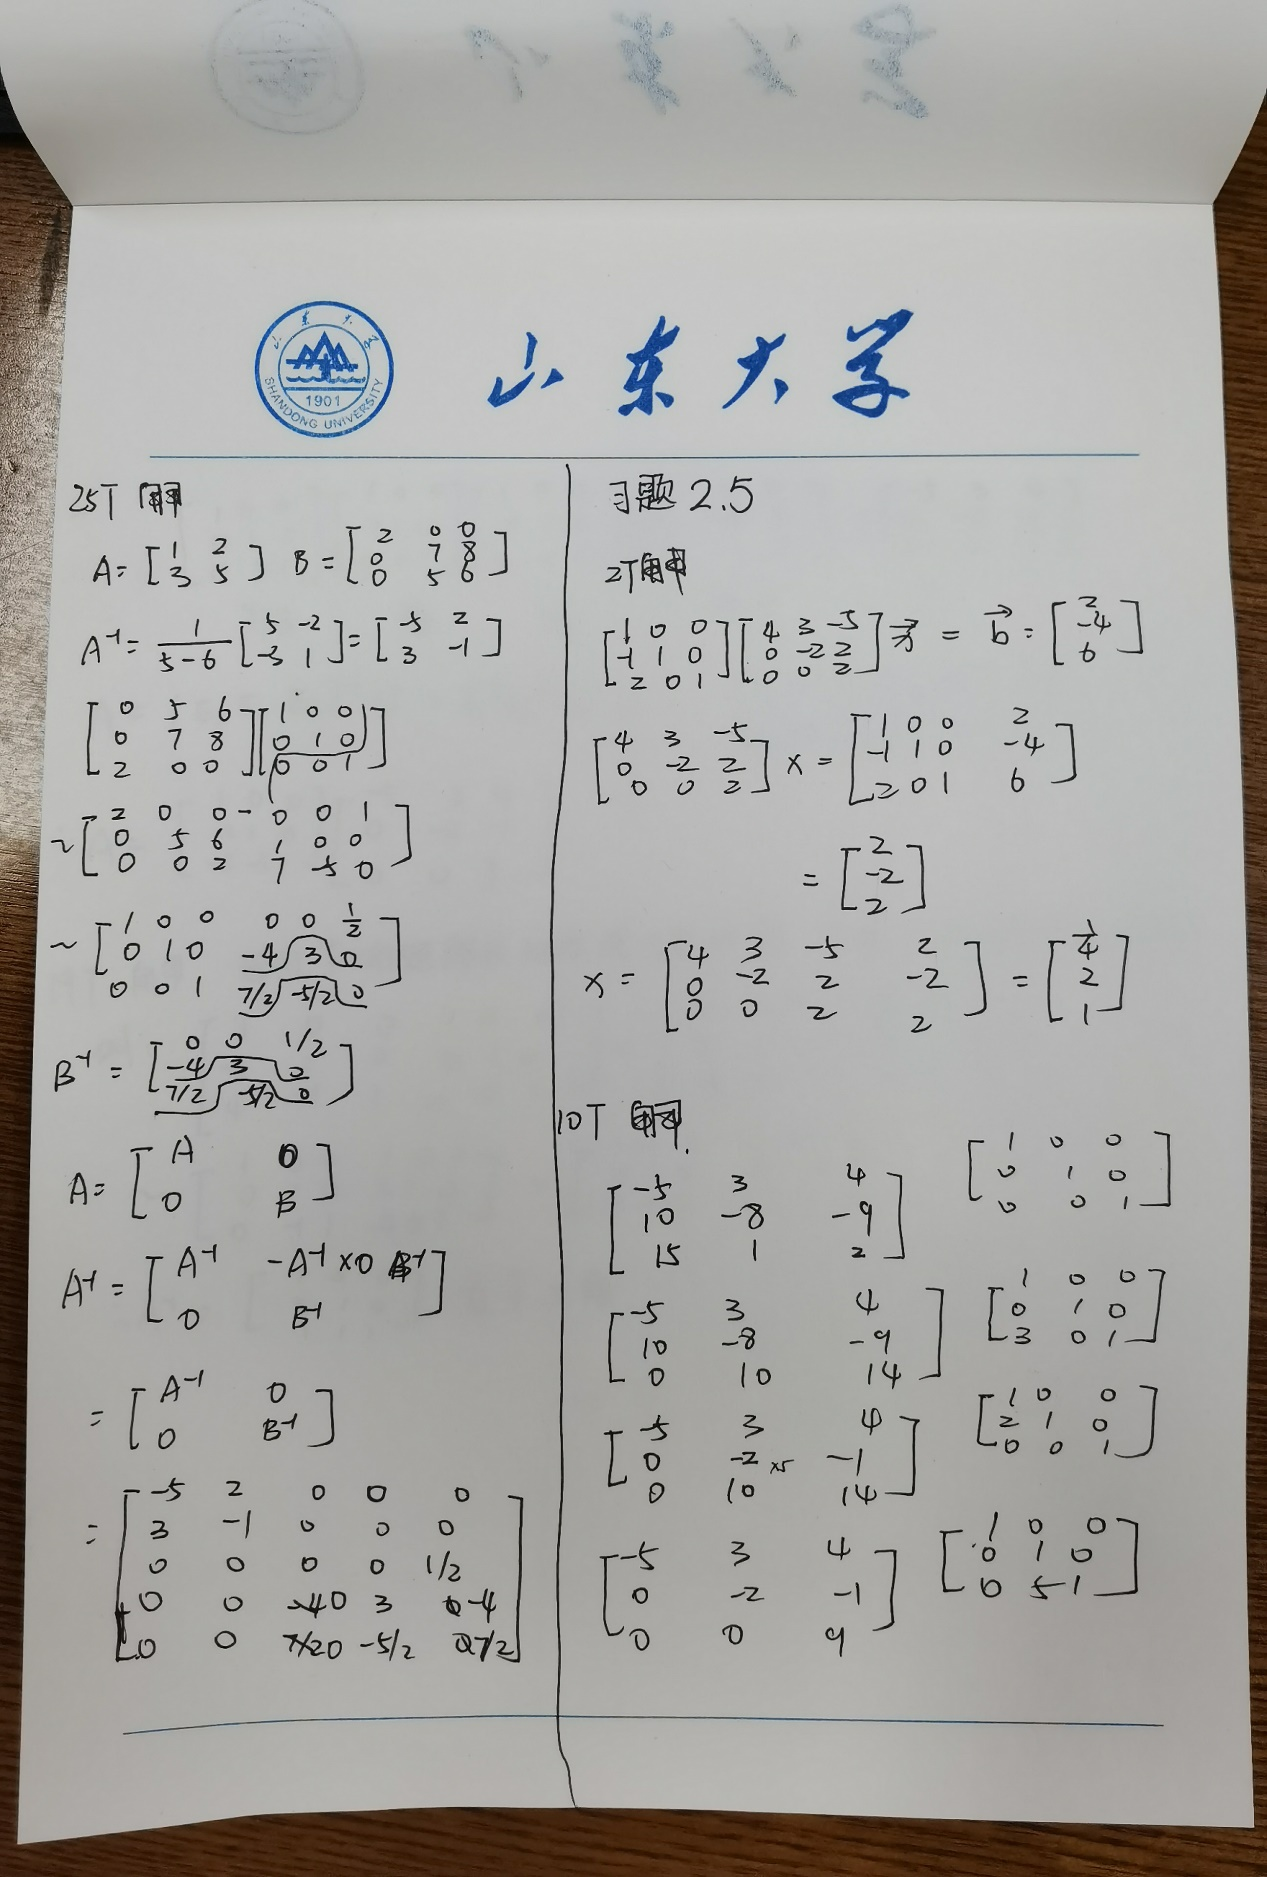 山东大学
山东大学
SHANDONG UNIVERSITY
1901
25T 解
A = [ 1 2
3 5 ] B = [ 2 0 0
0 7 8
0 5 6 ]
A⁻¹ = 1/(5-6) [ 5 -2
-3 1 ] = [ -5 2
3 -1 ]
[ 0 5 6
0 7 8
2 0 0 ] [ 1 0 0
0 1 0
0 0 1 ]
~ [ 2 0 0 0 0 1
0 5 6 1 0 0
0 0 2 7 -5 0 ]
~ [ 1 0 0 0 0 1/2
0 1 0 -4 3 0
0 0 1 7/2 -5/2 0 ]
B⁻¹ = [ 0 0 1/2
-4 3 0
7/2 -5/2 0 ]
A = [ A 0
0 B ]
A⁻¹ = [ A⁻¹ -A⁻¹ × 0 B⁻¹
0 B⁻¹ ]
= [ A⁻¹ 0
0 B⁻¹ ]
= [ -5 2 0 0 0
3 -1 0 0 0
0 0 0 0 1/2
0 0 0 3 -4
0 0 0 -5/2 7/2 ]
习题 2.5
2T 解
[ 1 0 0
-1 1 0
2 0 1 ] [ 4 3 -5
0 -2 2
0 0 2 ] x⃗ = b⃗ = [ 2
-4
6 ]
[ 4 3 -5
0 -2 2
0 0 2 ] x = [ 1 0 0 2
-1 1 0 -4
2 0 1 6 ]
= [ 2
-2
2 ]
x = [ 4 3 -5 2
0 -2 2 -2
0 0 2 2 ] = [ 1/4
2
1 ]
10T 解
[ -5 3 4
10 -8 -9
15 1 2 ] [ 1 0 0
0 1 0
0 0 1 ]
[ -5 3 4
10 -8 -9
0 10 14 ] [ 1 0 0
0 1 0
3 0 1 ]
[ -5 3 4
0 -2 ×5 -1
0 10 14 ] [ 1 0 0
2 1 0
0 0 1 ]
[ -5 3 4
0 -2 -1
0 0 9 ] [ 1 0 0
0 1 0
0 5 1 ]